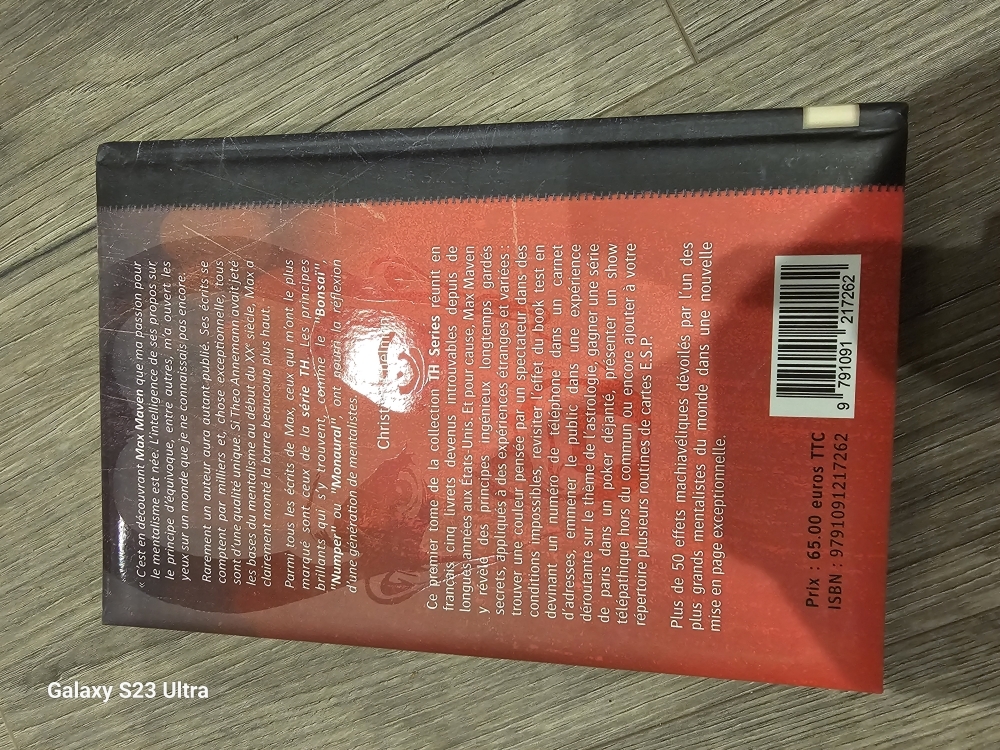 « C'est en découvrant Max Maven que ma passion pour
le mentalisme est née. L'intelligence de ses propos sur
le principe d'équivoque, entre autres, m'a ouvert les
yeux sur un monde que je ne connaissais pas encore.
Rarement un auteur aura autant publié. Ses écrits se
comptent par milliers et, chose exceptionnelle, tous
sont d'une qualité unique. Si Theo Annemann avait jeté
les bases du mentalisme au début du XXe siècle, Max a
clairement monté la barre beaucoup plus haut.
Parmi tous les écrits de Max, ceux qui m'ont le plus
marqué sont ceux de la série TH. Les principes
brillants qui s'y trouvent, comme le "Bonsai",
"Numper" ou "Monaural", ont nourri la réflexion
d'une génération de mentalistes.
Christ
Ce premier tome de la collection TH Series réunit en
français cinq livrets devenus introuvables depuis de
longues années aux États-Unis. Et pour cause, Max Maven
y révèle des principes ingénieux longtemps gardés
secrets, appliqués à des expériences étranges et variées :
trouver une couleur pensée par un spectateur dans des
conditions impossibles, revisiter l'effet du book test en
devinant un numéro de téléphone dans un carnet
d'adresses, emmener le public dans une expérience
déroutante sur le thème de l'astrologie, gagner une série
de paris dans un poker déjanté, présenter un show
télépathique hors du commun ou encore ajouter à votre
répertoire plusieurs routines de cartes E.S.P.
Plus de 50 effets machiavéliques dévoilés par l'un des
plus grands mentalistes du monde dans une nouvelle
mise en page exceptionnelle.
Prix : 65.00 euros TTC
ISBN : 9791091217262
9 791091 217262
Galaxy S23 Ultra